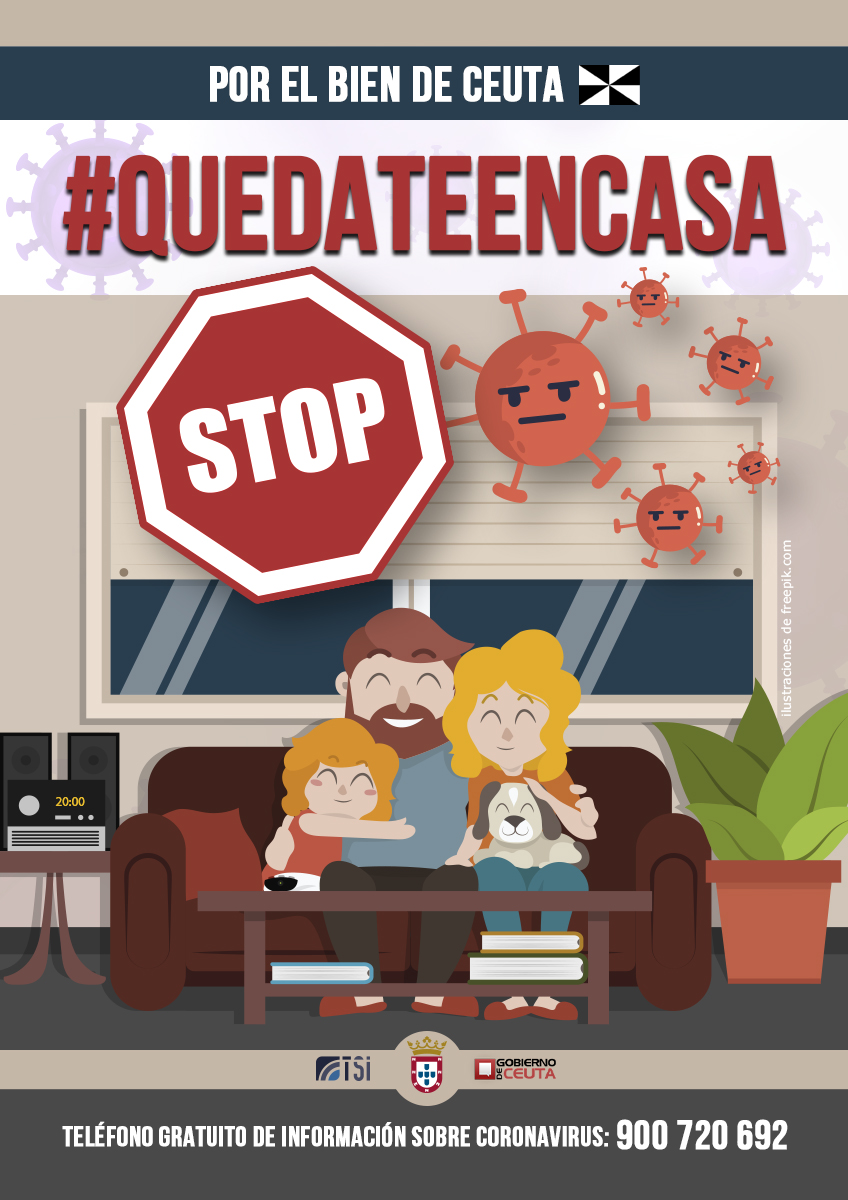 POR EL BIEN DE CEUTA
#QUEDATEENCASA
STOP
ilustraciones de freepik.com
20:00
TSi
GOBIERNO
DE CEUTA
TELÉFONO GRATUITO DE INFORMACIÓN SOBRE CORONAVIRUS: 900 720 692